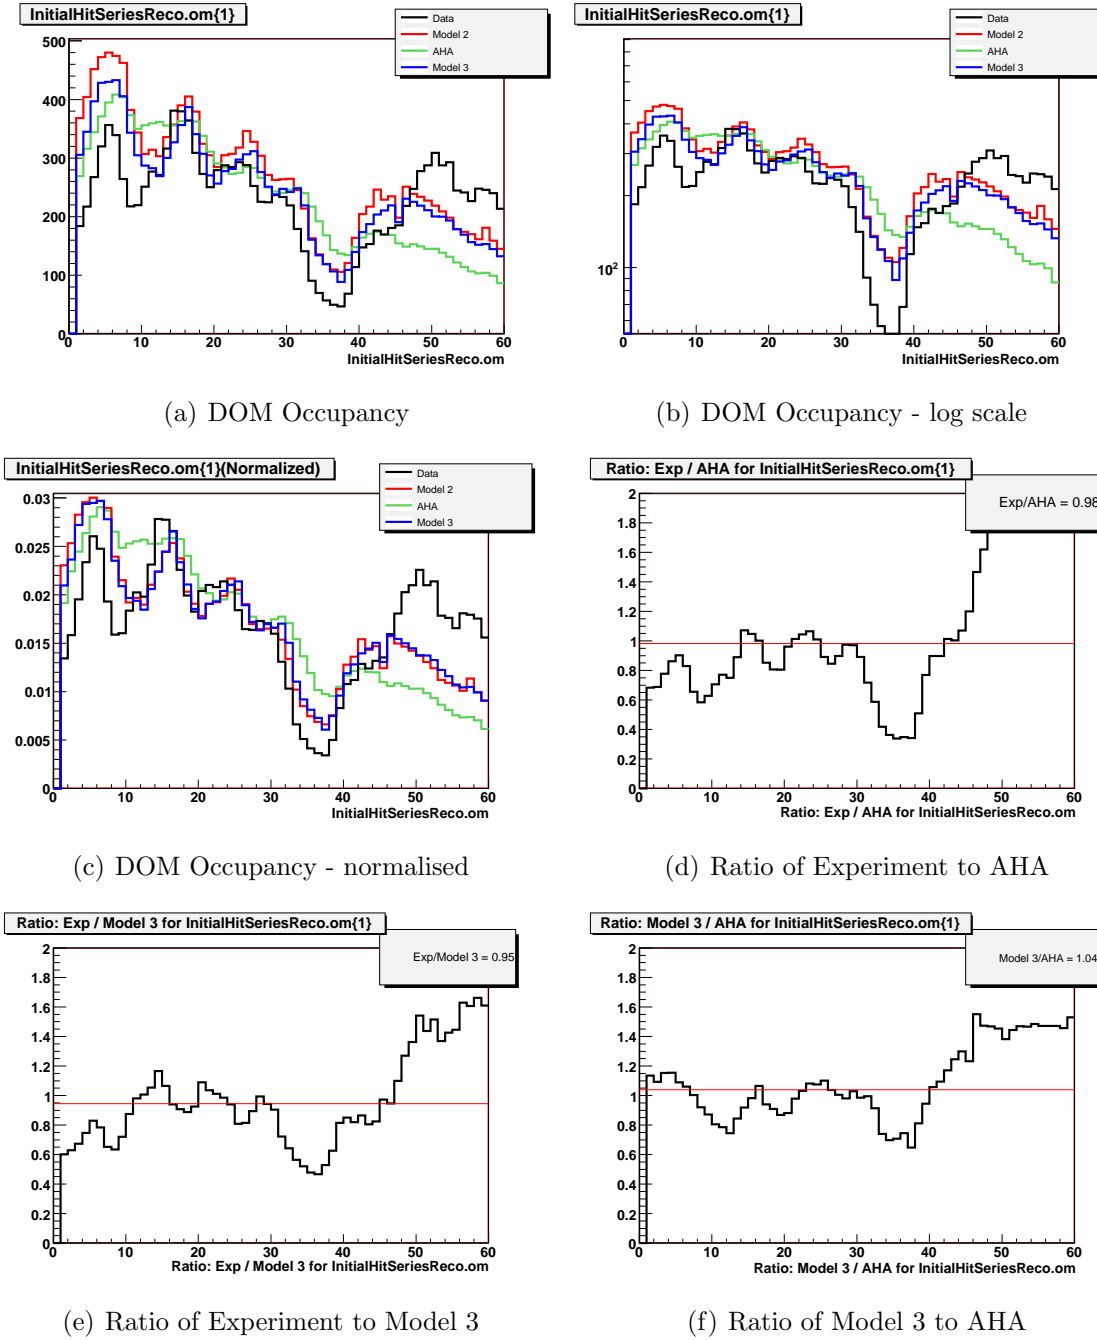 InitialHitSeriesReco.om{1}
Data
Model 2
AHA
Model 3
500
400
300
200
100
0
0 10 20 30 40 50 60
InitialHitSeriesReco.om
(a) DOM Occupancy
InitialHitSeriesReco.om{1}
Data
Model 2
AHA
Model 3
10²
0 10 20 30 40 50 60
InitialHitSeriesReco.om
(b) DOM Occupancy - log scale
InitialHitSeriesReco.om{1}(Normalized)
Data
Model 2
AHA
Model 3
0.03
0.025
0.02
0.015
0.01
0.005
0
0 10 20 30 40 50 60
InitialHitSeriesReco.om
(c) DOM Occupancy - normalised
Ratio: Exp / AHA for InitialHitSeriesReco.om{1}
Exp/AHA = 0.98
2
1.8
1.6
1.4
1.2
1
0.8
0.6
0.4
0.2
0
0 10 20 30 40 50 60
Ratio: Exp / AHA for InitialHitSeriesReco.om
(d) Ratio of Experiment to AHA
Ratio: Exp / Model 3 for InitialHitSeriesReco.om{1}
Exp/Model 3 = 0.95
2
1.8
1.6
1.4
1.2
1
0.8
0.6
0.4
0.2
0
0 10 20 30 40 50 60
Ratio: Exp / Model 3 for InitialHitSeriesReco.om
(e) Ratio of Experiment to Model 3
Ratio: Model 3 / AHA for InitialHitSeriesReco.om{1}
Model 3/AHA = 1.04
2
1.8
1.6
1.4
1.2
1
0.8
0.6
0.4
0.2
0
0 10 20 30 40 50 60
Ratio: Model 3 / AHA for InitialHitSeriesReco.om
(f) Ratio of Model 3 to AHA